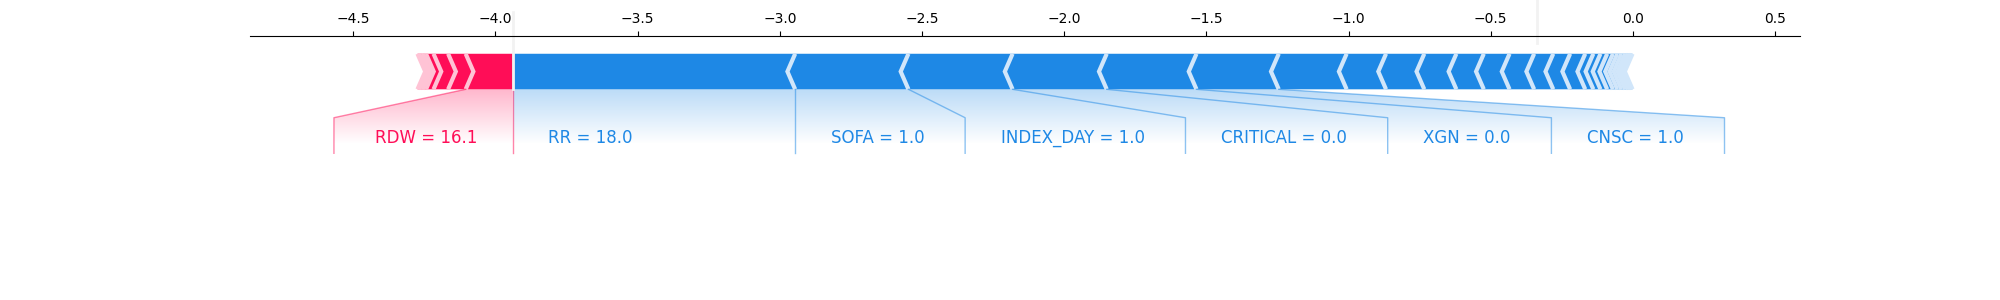 −4.5 −4.0 −3.5 −3.0 −2.5 −2.0 −1.5 −1.0 −0.5 0.0 0.5
RDW = 16.1 RR = 18.0 SOFA = 1.0 INDEX_DAY = 1.0 CRITICAL = 0.0 XGN = 0.0 CNSC = 1.0